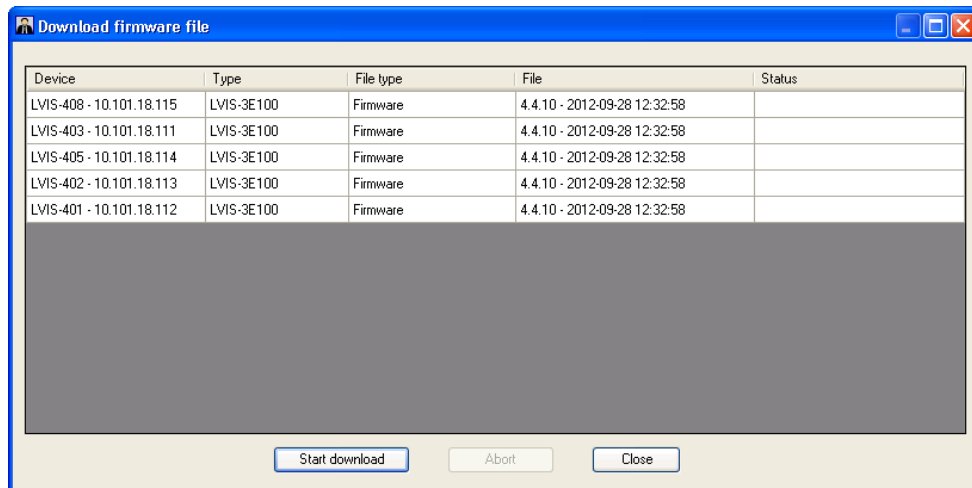 Download firmware file
Device Type File type File Status
LVIS-408 - 10.101.18.115 LVIS-3E100 Firmware 4.4.10 - 2012-09-28 12:32:58
LVIS-403 - 10.101.18.111 LVIS-3E100 Firmware 4.4.10 - 2012-09-28 12:32:58
LVIS-405 - 10.101.18.114 LVIS-3E100 Firmware 4.4.10 - 2012-09-28 12:32:58
LVIS-402 - 10.101.18.113 LVIS-3E100 Firmware 4.4.10 - 2012-09-28 12:32:58
LVIS-401 - 10.101.18.112 LVIS-3E100 Firmware 4.4.10 - 2012-09-28 12:32:58
Start download Abort Close